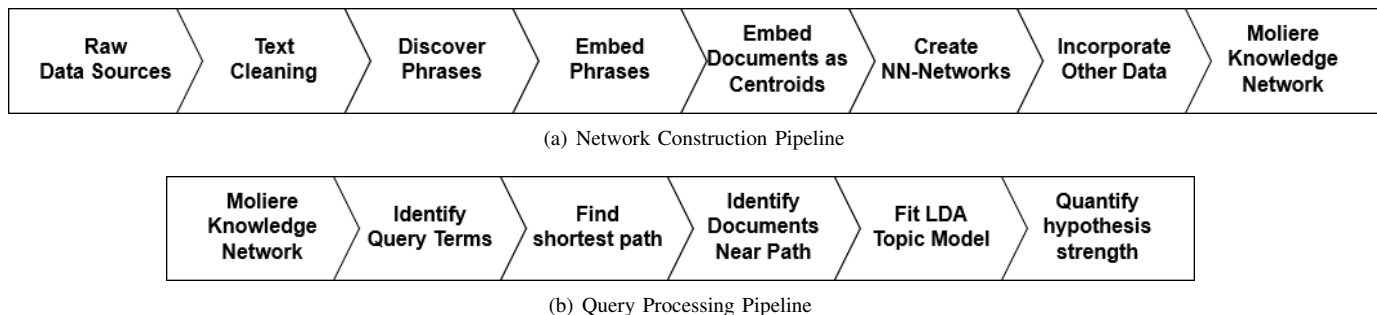 Raw
Data Sources
Text
Cleaning
Discover
Phrases
Embed
Phrases
Embed
Documents as
Centroids
Create
NN-Networks
Incorporate
Other Data
Moliere
Knowledge
Network
(a) Network Construction Pipeline
Moliere
Knowledge
Network
Identify
Query Terms
Find
shortest path
Identify
Documents
Near Path
Fit LDA
Topic Model
Quantify
hypothesis
strength
(b) Query Processing Pipeline